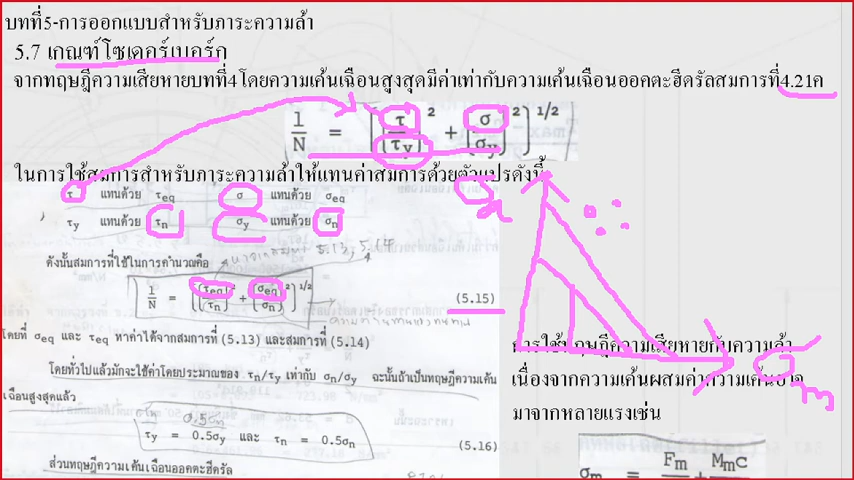 บทที่5-การออกแบบสำหรับภาระความล้า
5.7 เกณฑ์โซเดอร์เบอร์ก
จากทฤษฎีความเสียหายบทที่4โดยความเค้นเฉือนสูงสุดมีค่าเท่ากับความเค้นเฉือนออคตะฮีดรัลสมการที่4.21ค
1/N = [(τ/τy)² + (σ/σy)²]^1/2
ในการใช้สมการสำหรับภาระความล้าให้แทนค่าสมการด้วยตัวแปรดังนี้
τ แทนด้วย τeq σ แทนด้วย σeq
τy แทนด้วย τn σy แทนด้วย σn
ดังนั้นสมการที่ใช้ในการคำนวณคือ
1/N = [(τeq/τn)² + (σeq/σn)²]^1/2 (5.15)
โดยที่ σeq และ τeq หาค่าได้จากสมการที่ (5.13) และสมการที่ (5.14)
โดยทั่วไปแล้วมักจะใช้ค่าโดยประมาณของ τn/τy เท่ากับ σn/σy ฉะนั้นถ้าเป็นทฤษฎีความเค้น
เฉือนสูงสุดแล้ว
0.5σn
τy = 0.5σy และ τn = 0.5σn (5.16)
ส่วนทฤษฎีความเค้นเฉือนออคตะฮีดรัล
การใช้ทฤษฎีความเสียหายกับความล้า
เนื่องจากความเค้นผสมค่าความเค้นอาจ
มาจากหลายแรงเช่น
σm = Fm + Mmc